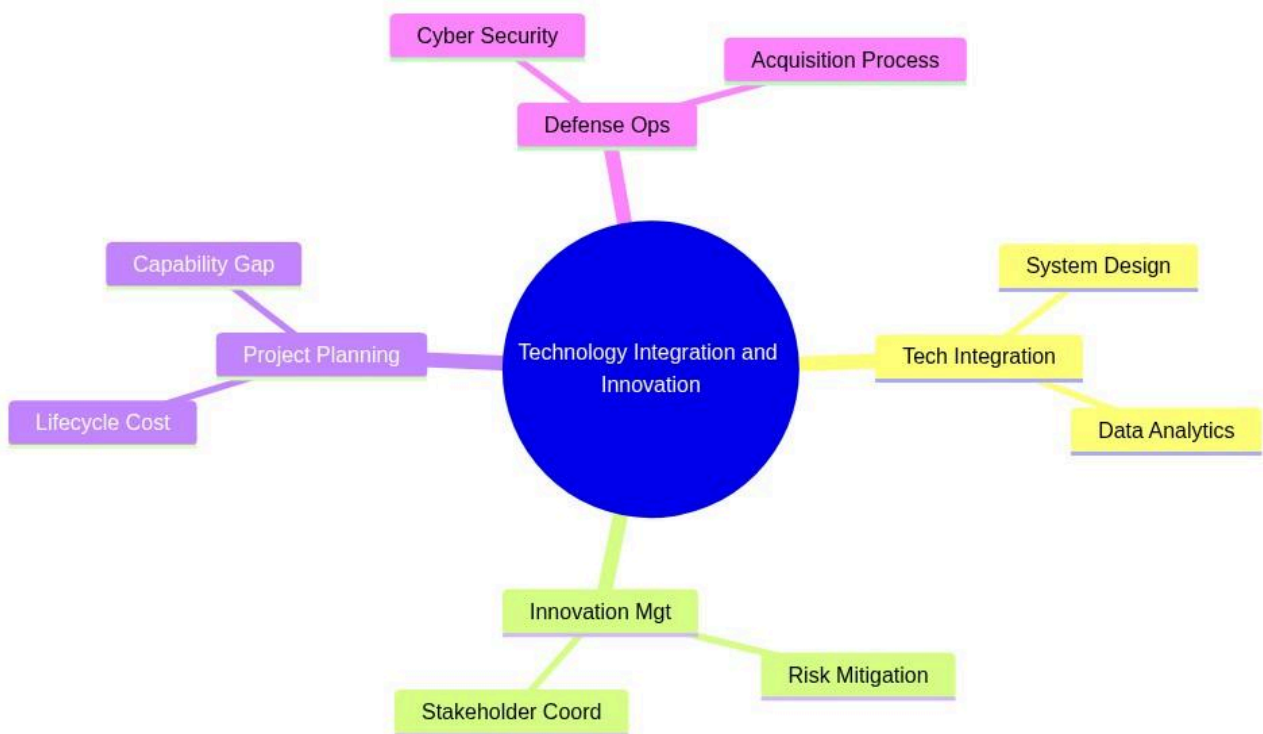 Cyber Security
Acquisition Process
Defense Ops
Capability Gap
System Design
Project Planning
Technology Integration and
Innovation
Tech Integration
Lifecycle Cost
Data Analytics
Innovation Mgt
Risk Mitigation
Stakeholder Coord